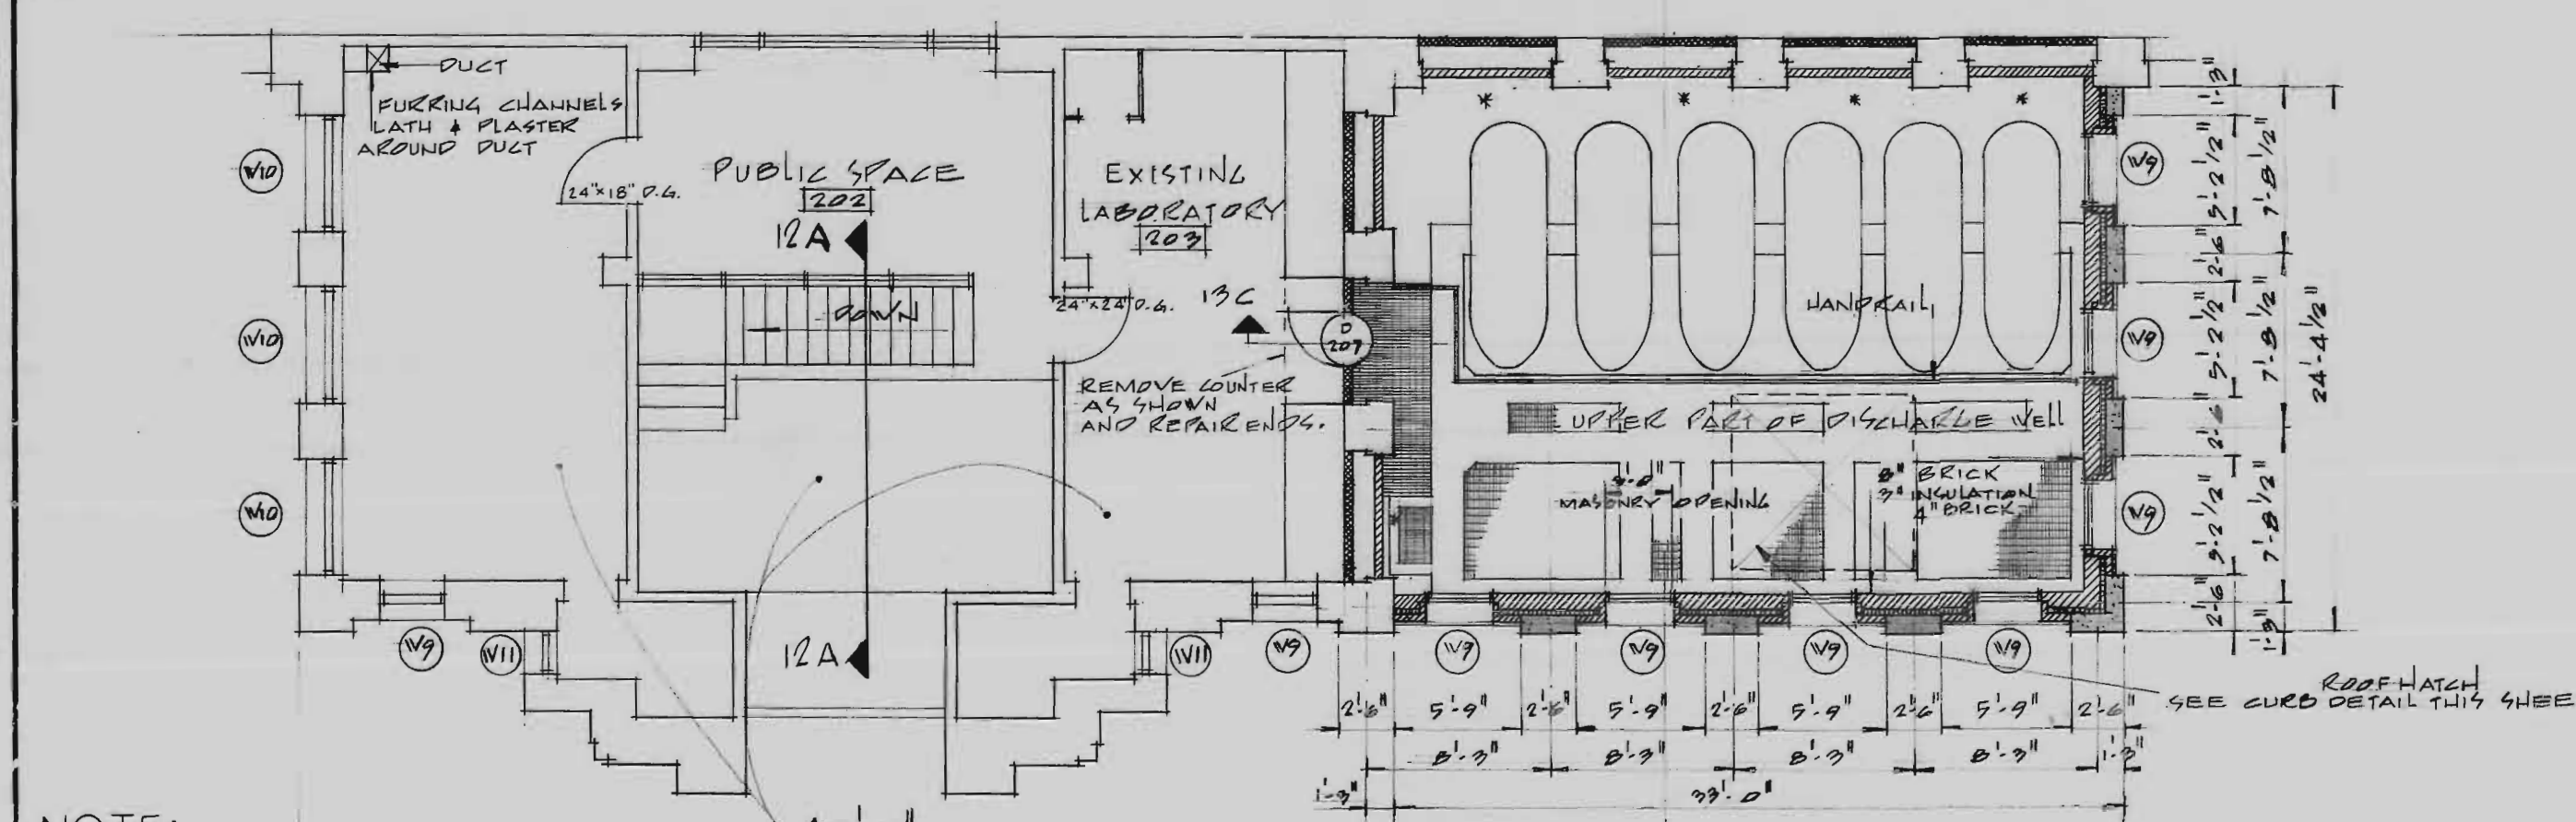 DUCT
FURRING CHANNELS
LATH & PLASTER
AROUND DUCT
W10
W10
W10
24"x18" D.G.
PUBLIC SPACE
202
12A
DOWN
12A
EXISTING
LABORATORY
203
24"x24" D.G.
13C
D
207
REMOVE COUNTER
AS SHOWN
AND REPAIR ENDS.
*
*
*
*
HANDRAIL
UPPER PART OF DISCHARGE WELL
MASONRY OPENING
8" BRICK
3" INSULATION
4" BRICK
W9
W9
W9
1'-3"
5'-2 1/2"
2'-6"
5'-2 1/2"
2'-6"
5'-2 1/2"
2'-6"
1'-3"
7'-8 1/2"
7'-8 1/2"
7'-8 1/2"
24'-4 1/2"
W9
W11
W11
W9
W9
W9
W9
W9
ROOF HATCH
SEE CURB DETAIL THIS SHEE
2'-6"
5'-9"
2'-6"
5'-9"
2'-6"
5'-9"
2'-6"
5'-9"
2'-6"
8'-3"
8'-3"
8'-3"
8'-3"
1'-3"
1'-3"
33'-0"
NOTE: